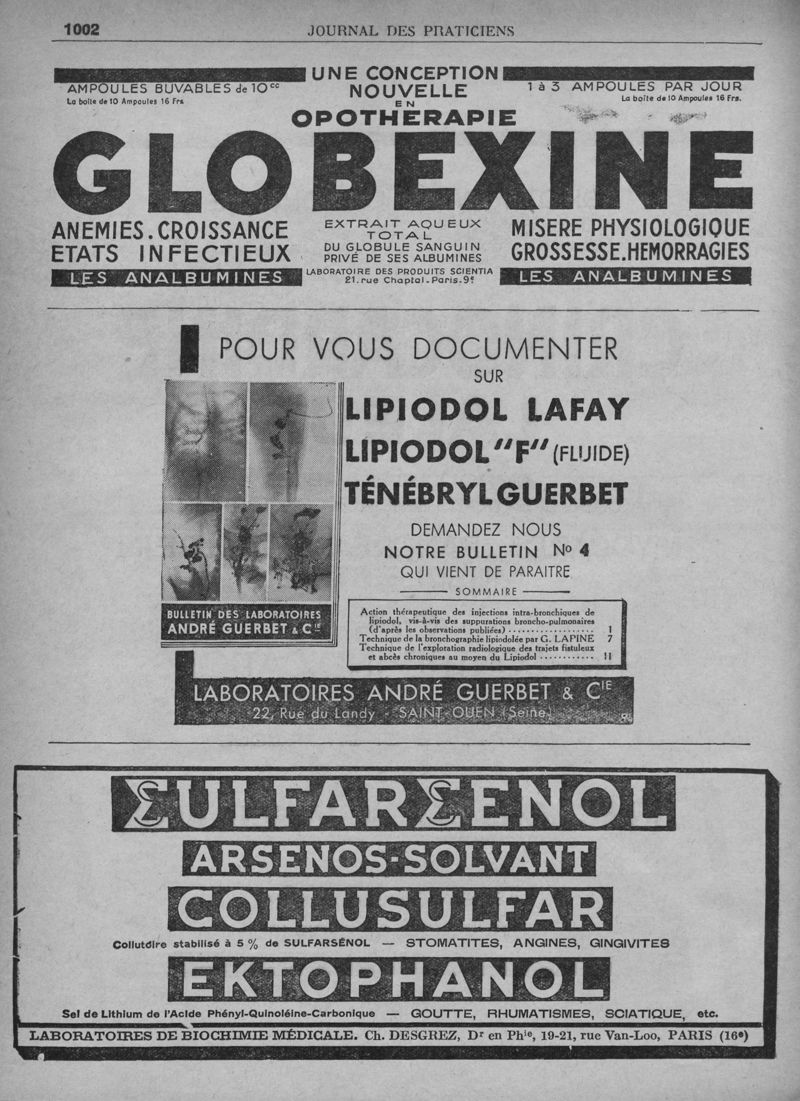 1002
JOURNAL DES PRATICIENS
UNE CONCEPTION
NOUVELLE
EN
OPOTHERAPIE
AMPOULES BUVABLES de 10cc
La boîte de 10 Ampoules 16 Frs
1 à 3 AMPOULES PAR JOUR
La boîte de 10 Ampoules 16 Frs.
GLOBEXINE
ANEMIES.CROISSANCE
ETATS INFECTIEUX
LES ANALBUMINES
EXTRAIT AQUEUX
TOTAL
DU GLOBULE SANGUIN
PRIVÉ DE SES ALBUMINES
LABORATOIRE DES PRODUITS SCIENTIA
21. rue Chaptal. Paris. 9e
MISERE PHYSIOLOGIQUE
GROSSESSE.HEMORRAGIES
LES ANALBUMINES
POUR VOUS DOCUMENTER
SUR
LIPIODOL LAFAY
LIPIODOL "F" (FLUIDE)
TÉNÉBRYL GUERBET
DEMANDEZ NOUS
NOTRE BULLETIN No 4
QUI VIENT DE PARAITRE
SOMMAIRE
Action thérapeutique des injections intra-bronchiques de
lipiodol, vis-à-vis des suppurations broncho-pulmonaires
(d'après les observations publiées) ................... 1
Technique de la bronchographie lipiodolée par G. LAPINE 7
Technique de l'exploration radiologique des trajets fistuleux
et abcès chroniques au moyen du Lipiodol ............ 11
BULLETIN DES LABORATOIRES
ANDRÉ GUERBET & Cie
LABORATOIRES ANDRÉ GUERBET & CIE
22, Rue du Landy - SAINT-OUEN (Seine)
SULFARSENOL
ARSENOS-SOLVANT
COLLUSULFAR
Collutoire stabilisé à 5 % de SULFARSÉNOL — STOMATITES, ANGINES, GINGIVITES
EKTOPHANOL
Sel de Lithium de l'Acide Phényl-Quinoléine-Carbonique — GOUTTE, RHUMATISMES, SCIATIQUE, etc.
LABORATOIRES DE BIOCHIMIE MÉDICALE. Ch. DESGREZ, Dr en Phie, 19-21, rue Van-Loo, PARIS (16e)